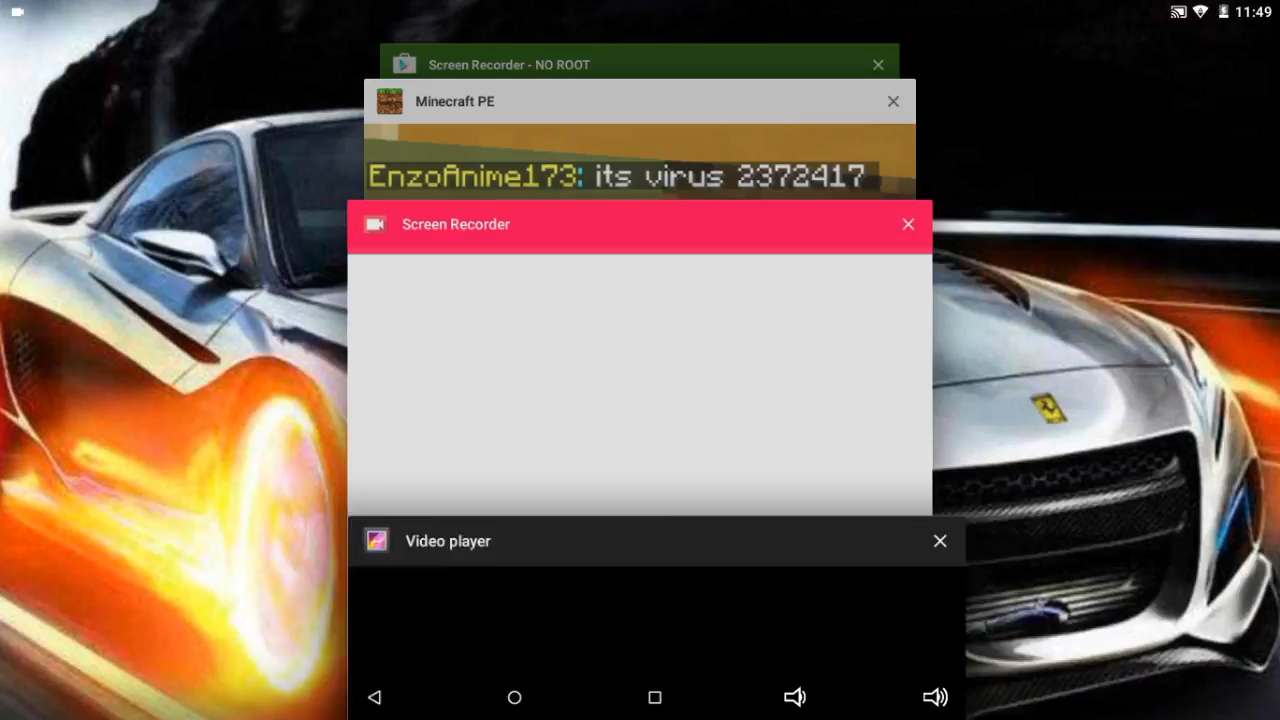 11:49
Screen Recorder - NO ROOT
Minecraft PE
EnzoAnime173: its virus 2372417
Screen Recorder
Video player